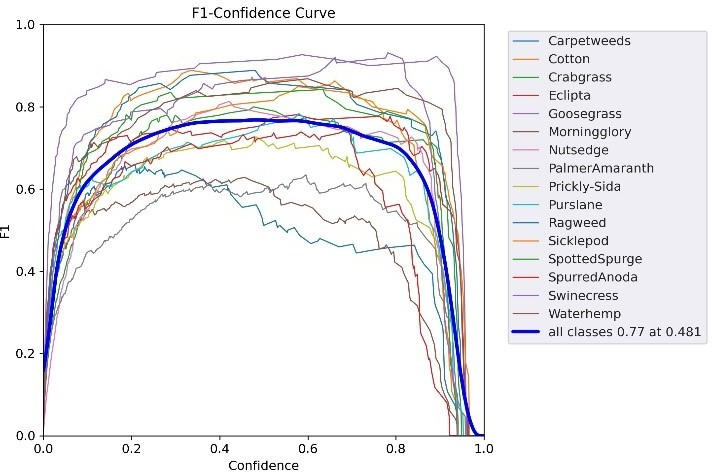 F1-Confidence Curve
1.0
0.8
0.6
0.4
0.2
0.0
F1
0.0 0.2 0.4 0.6 0.8 1.0
Confidence
Carpetweeds
Cotton
Crabgrass
Eclipta
Goosegrass
Morningglory
Nutsedge
PalmerAmaranth
Prickly-Sida
Purslane
Ragweed
Sicklepod
SpottedSpurge
SpurredAnoda
Swinecress
Waterhemp
all classes 0.77 at 0.481